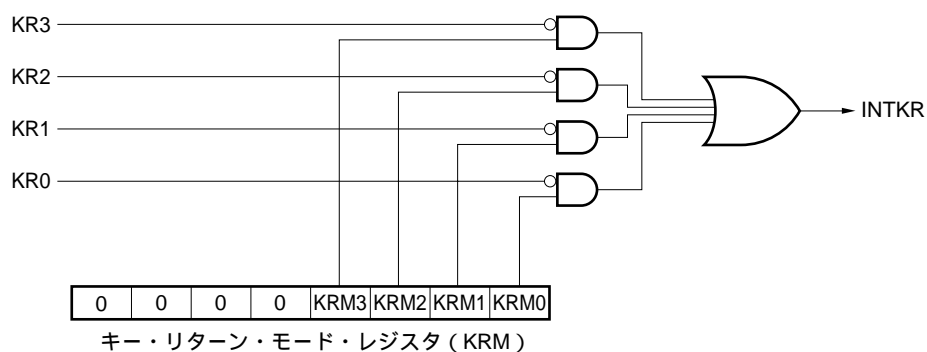 KR3
KR2
KR1
KR0
INTKR
0 0 0 0 KRM3 KRM2 KRM1 KRM0
キー・リターン・モード・レジスタ（KRM）